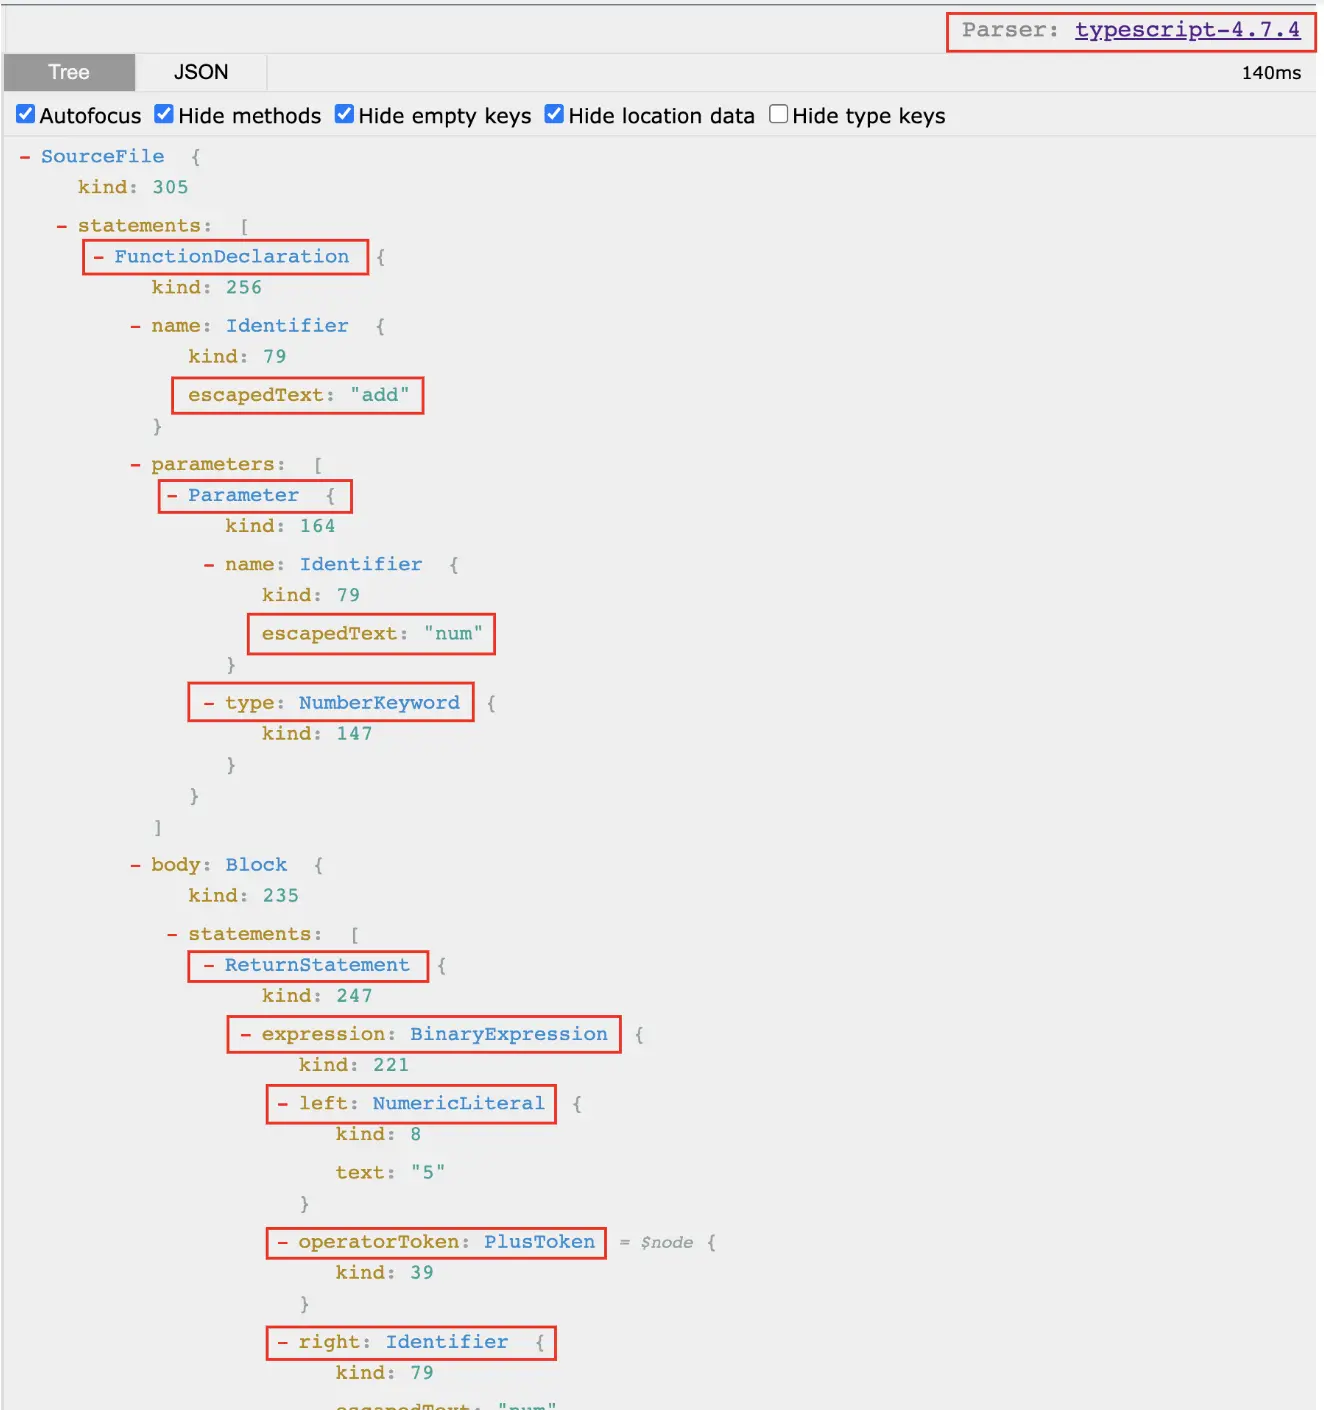 Parser: typescript-4.7.4
Tree JSON 140ms
Autofocus Hide methods Hide empty keys Hide location data Hide type keys
- SourceFile {
kind: 305
- statements: [
- FunctionDeclaration {
kind: 256
- name: Identifier {
kind: 79
escapedText: "add"
}
- parameters: [
- Parameter {
kind: 164
- name: Identifier {
kind: 79
escapedText: "num"
}
- type: NumberKeyword {
kind: 147
}
}
]
- body: Block {
kind: 235
- statements: [
- ReturnStatement {
kind: 247
- expression: BinaryExpression {
kind: 221
- left: NumericLiteral {
kind: 8
text: "5"
}
- operatorToken: PlusToken = $node {
kind: 39
}
- right: Identifier {
kind: 79
escapedText: "num"